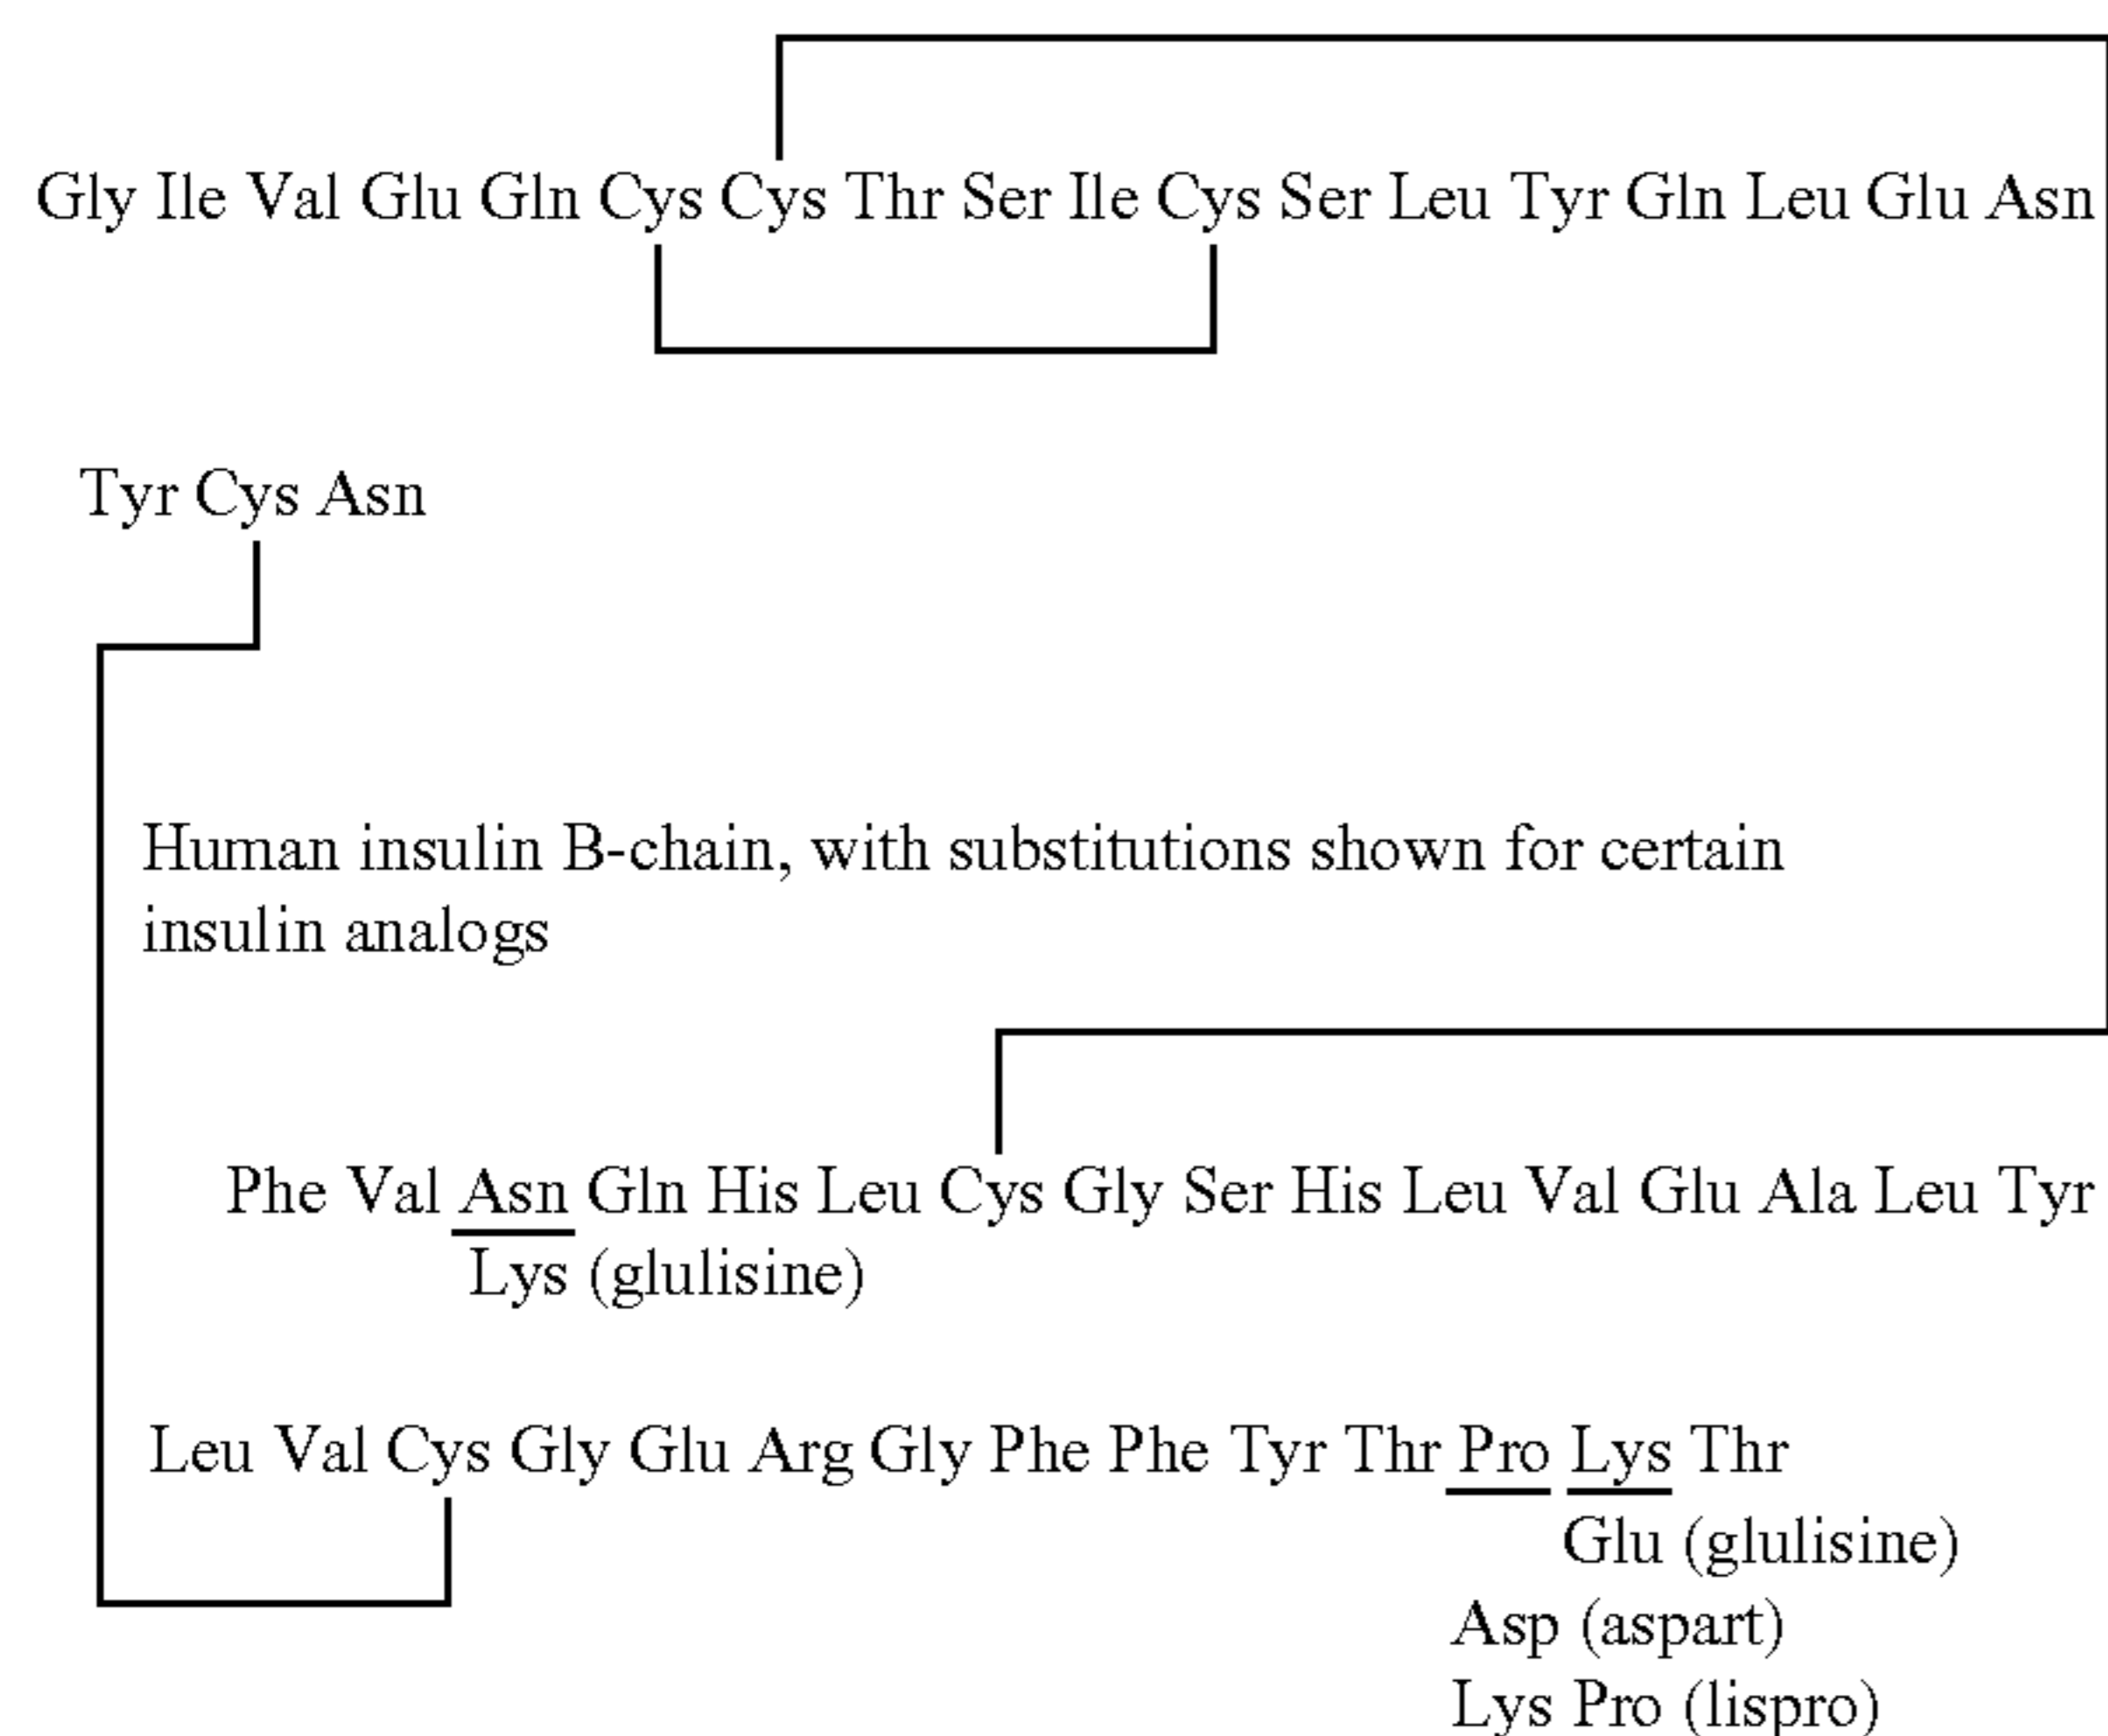 Gly Ile Val Glu Gln Cys Cys Thr Ser Ile Cys Ser Leu Tyr Gln Leu Glu Asn
Tyr Cys Asn
Human insulin B-chain, with substitutions shown for certain
insulin analogs
Phe Val Asn Gln His Leu Cys Gly Ser His Leu Val Glu Ala Leu Tyr
Lys (glulisine)
Leu Val Cys Gly Glu Arg Gly Phe Phe Tyr Thr Pro Lys Thr
Glu (glulisine)
Asp (aspart)
Lys Pro (lispro)